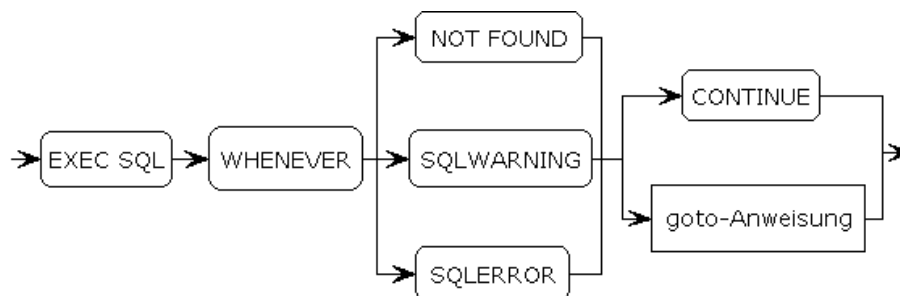 EXEC SQL
WHENEVER
NOT FOUND
SQLWARNING
SQLERROR
CONTINUE
goto-Anweisung